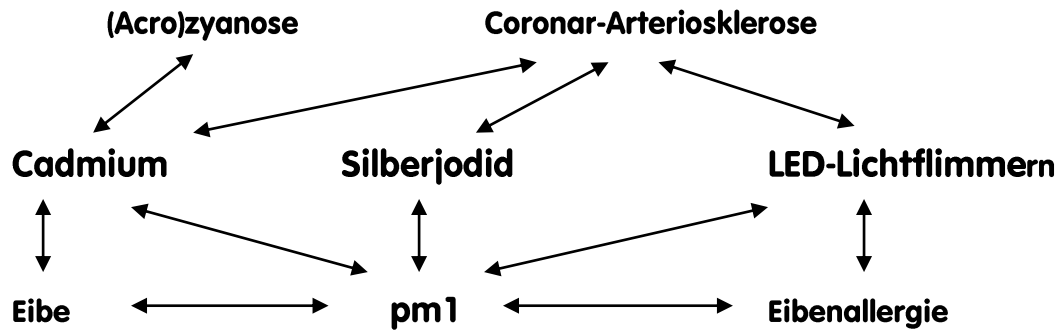 (Acro)zyanose Coronar-Arteriosklerose
Cadmium Silberjodid LED-Lichtflimmern
Eibe pm1 Eibenallergie